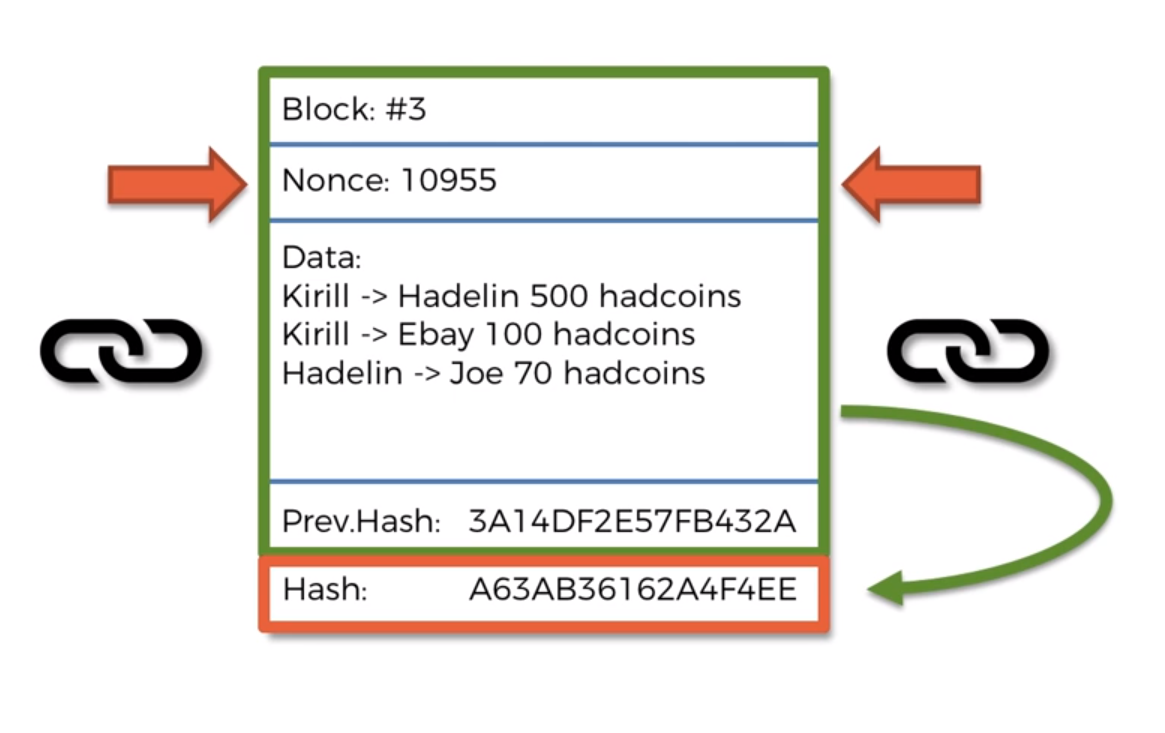 Block: #3
Nonce: 10955
Data:
Kirill -> Hadelin 500 hadcoins
Kirill -> Ebay 100 hadcoins
Hadelin -> Joe 70 hadcoins
Prev.Hash: 3A14DF2E57FB432A
Hash: A63AB36162A4F4EE